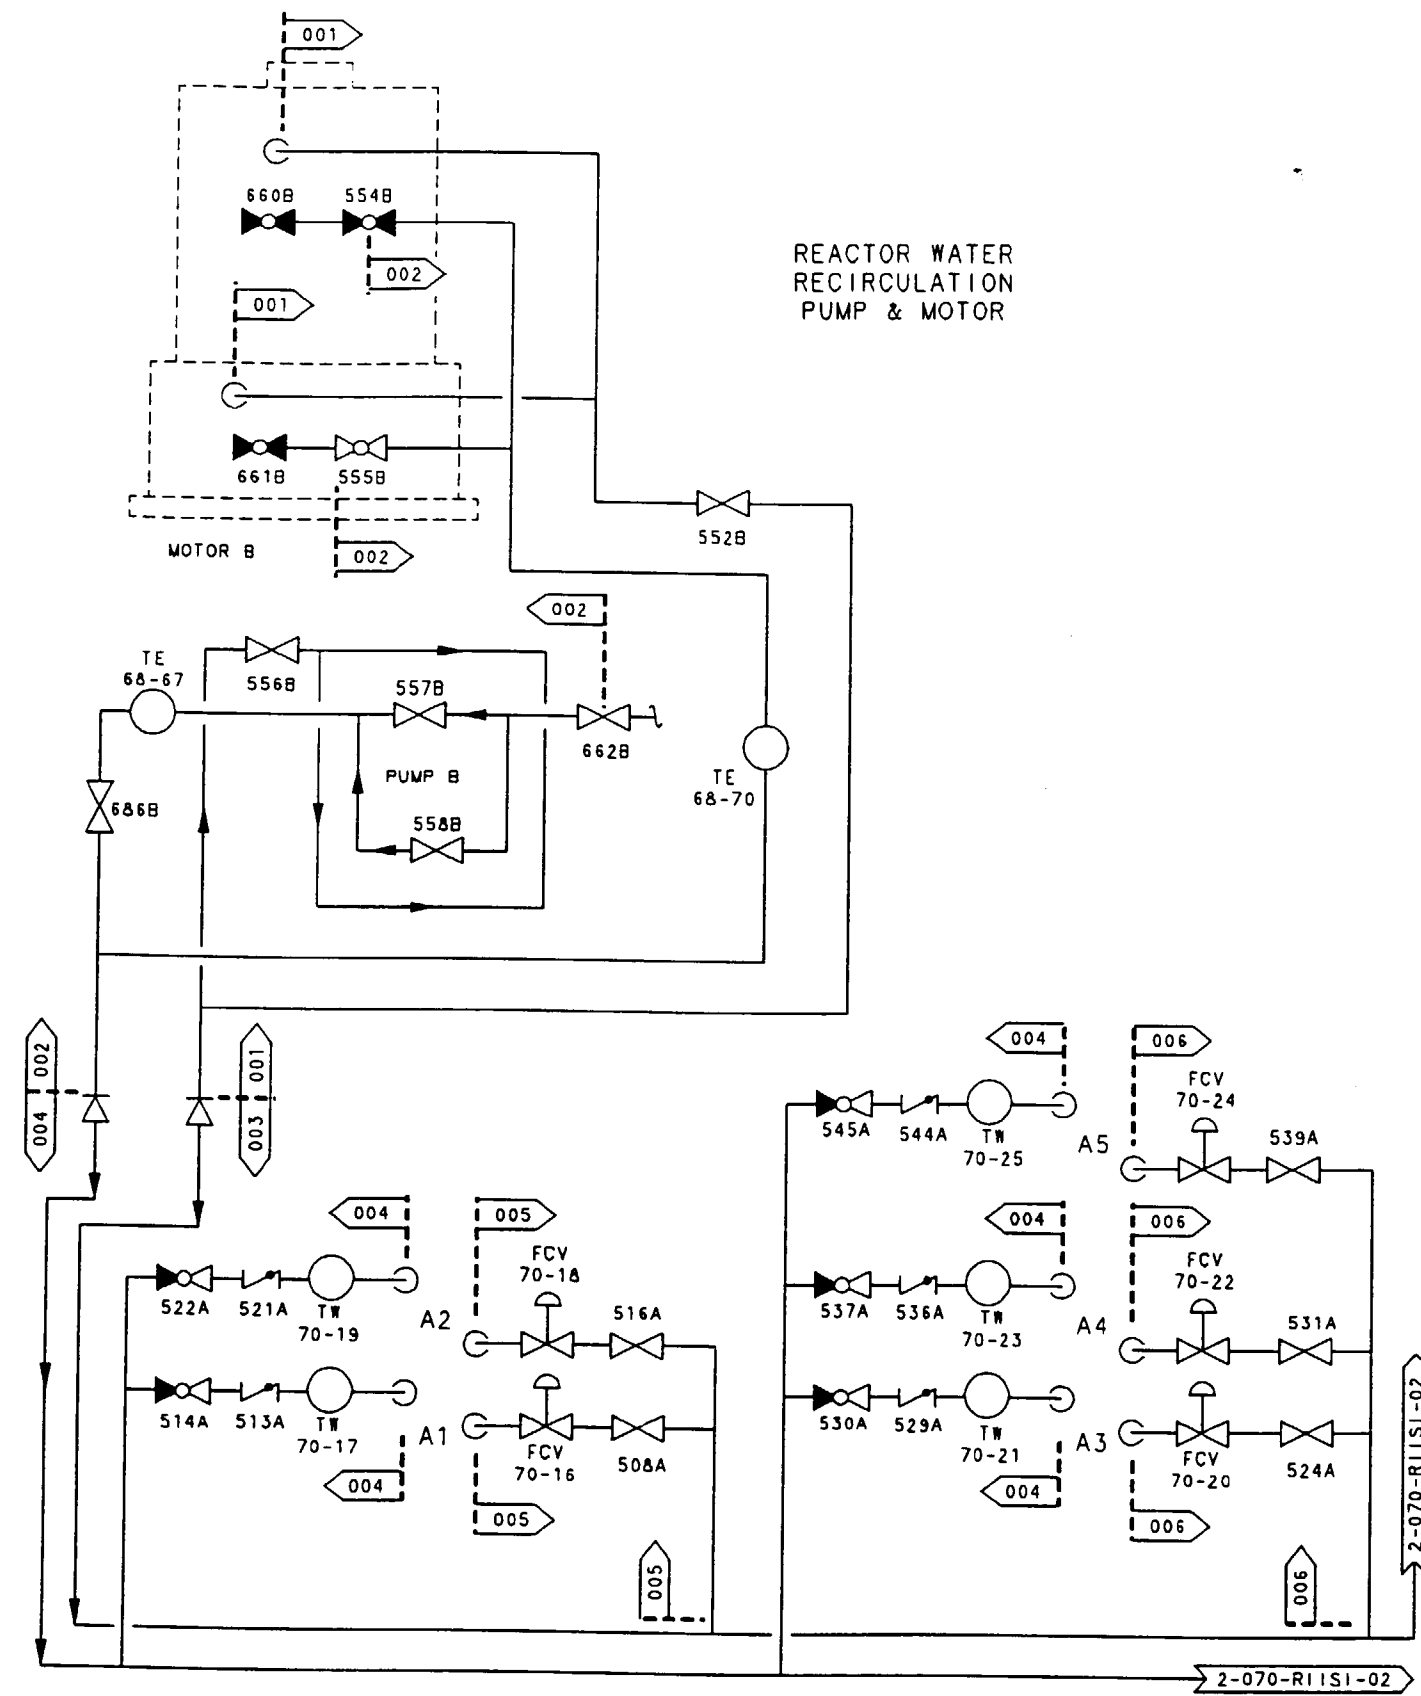 001
660B 554B
002
001
REACTOR WATER
RECIRCULATION
PUMP & MOTOR
661B 555B
552B
MOTOR B
002
002
TE
68-67
556B
557B
662B
PUMP B
TE
68-70
686B
558B
002
004
001
003
004
006
FCV
70-24
545A 544A
TW
70-25
A5
539A
004
005
004
006
FCV
70-18
FCV
70-22
522A 521A
TW
70-19
A2
516A
537A 536A
TW
70-23
A4
531A
514A 513A
TW
70-17
A1
FCV
70-16
508A
530A 529A
TW
70-21
A3
FCV
70-20
524A
004
005
004
006
005
006
2-070-RIISI-02
2-070-RIISI-02